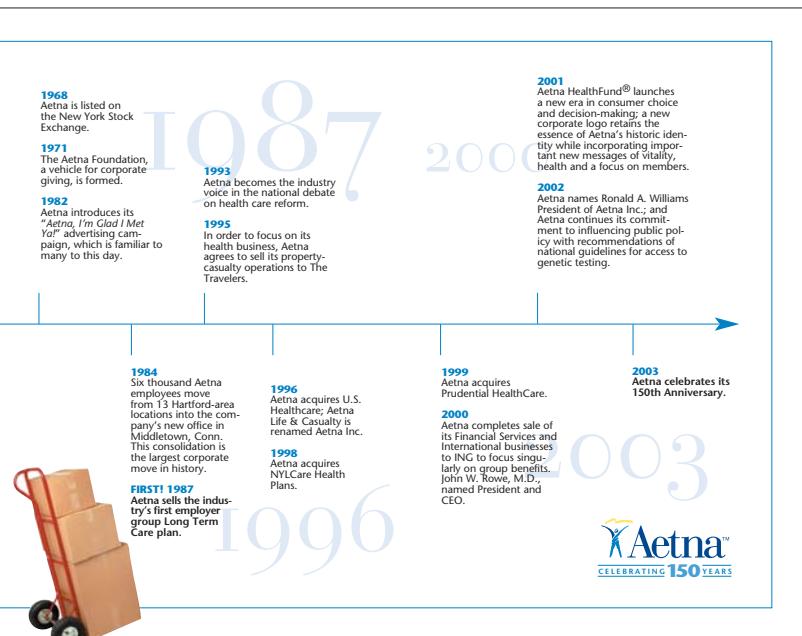 1968
Aetna is listed on
the New York Stock
Exchange.
1971
The Aetna Foundation,
a vehicle for corporate
giving, is formed.
1982
Aetna introduces its
“Aetna, I’m Glad I Met
Ya!” advertising cam-
paign, which is familiar to
many to this day.
1987
1993
Aetna becomes the industry
voice in the national debate
on health care reform.
1995
In order to focus on its
health business, Aetna
agrees to sell its property-
casualty operations to The
Travelers.
2000
2001
Aetna HealthFund® launches
a new era in consumer choice
and decision-making; a new
corporate logo retains the
essence of Aetna’s historic iden-
tity while incorporating impor-
tant new messages of vitality,
health and a focus on members.
2002
Aetna names Ronald A. Williams
President of Aetna Inc.; and
Aetna continues its commit-
ment to influencing public pol-
icy with recommendations of
national guidelines for access to
genetic testing.
1984
Six thousand Aetna
employees move
from 13 Hartford-area
locations into the com-
pany’s new office in
Middletown, Conn.
This consolidation is
the largest corporate
move in history.
FIRST! 1987
Aetna sells the indus-
try’s first employer
group Long Term
Care plan.
1996
Aetna acquires U.S.
Healthcare; Aetna
Life & Casualty is
renamed Aetna Inc.
1998
Aetna acquires
NYLCare Health
Plans.
1996
1999
Aetna acquires
Prudential HealthCare.
2000
Aetna completes sale of
its Financial Services and
International businesses
to ING to focus singu-
larly on group benefits.
John W. Rowe, M.D.,
named President and
CEO.
2003
Aetna celebrates its
150th Anniversary.
2003
Aetna™
CELEBRATING 150 YEARS